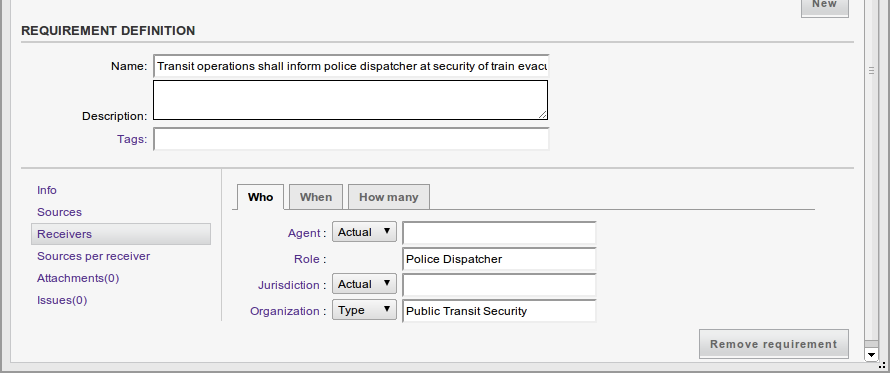 New
REQUIREMENT DEFINITION
Name: Transit operations shall inform police dispatcher at security of train
Description:
Tags:
Info
Sources
Receivers
Sources per receiver
Attachments(0)
Issues(0)
Who When How many
Agent : Actual
Role : Police Dispatcher
Jurisdiction : Actual
Organization : Type Public Transit Security
Remove requirement